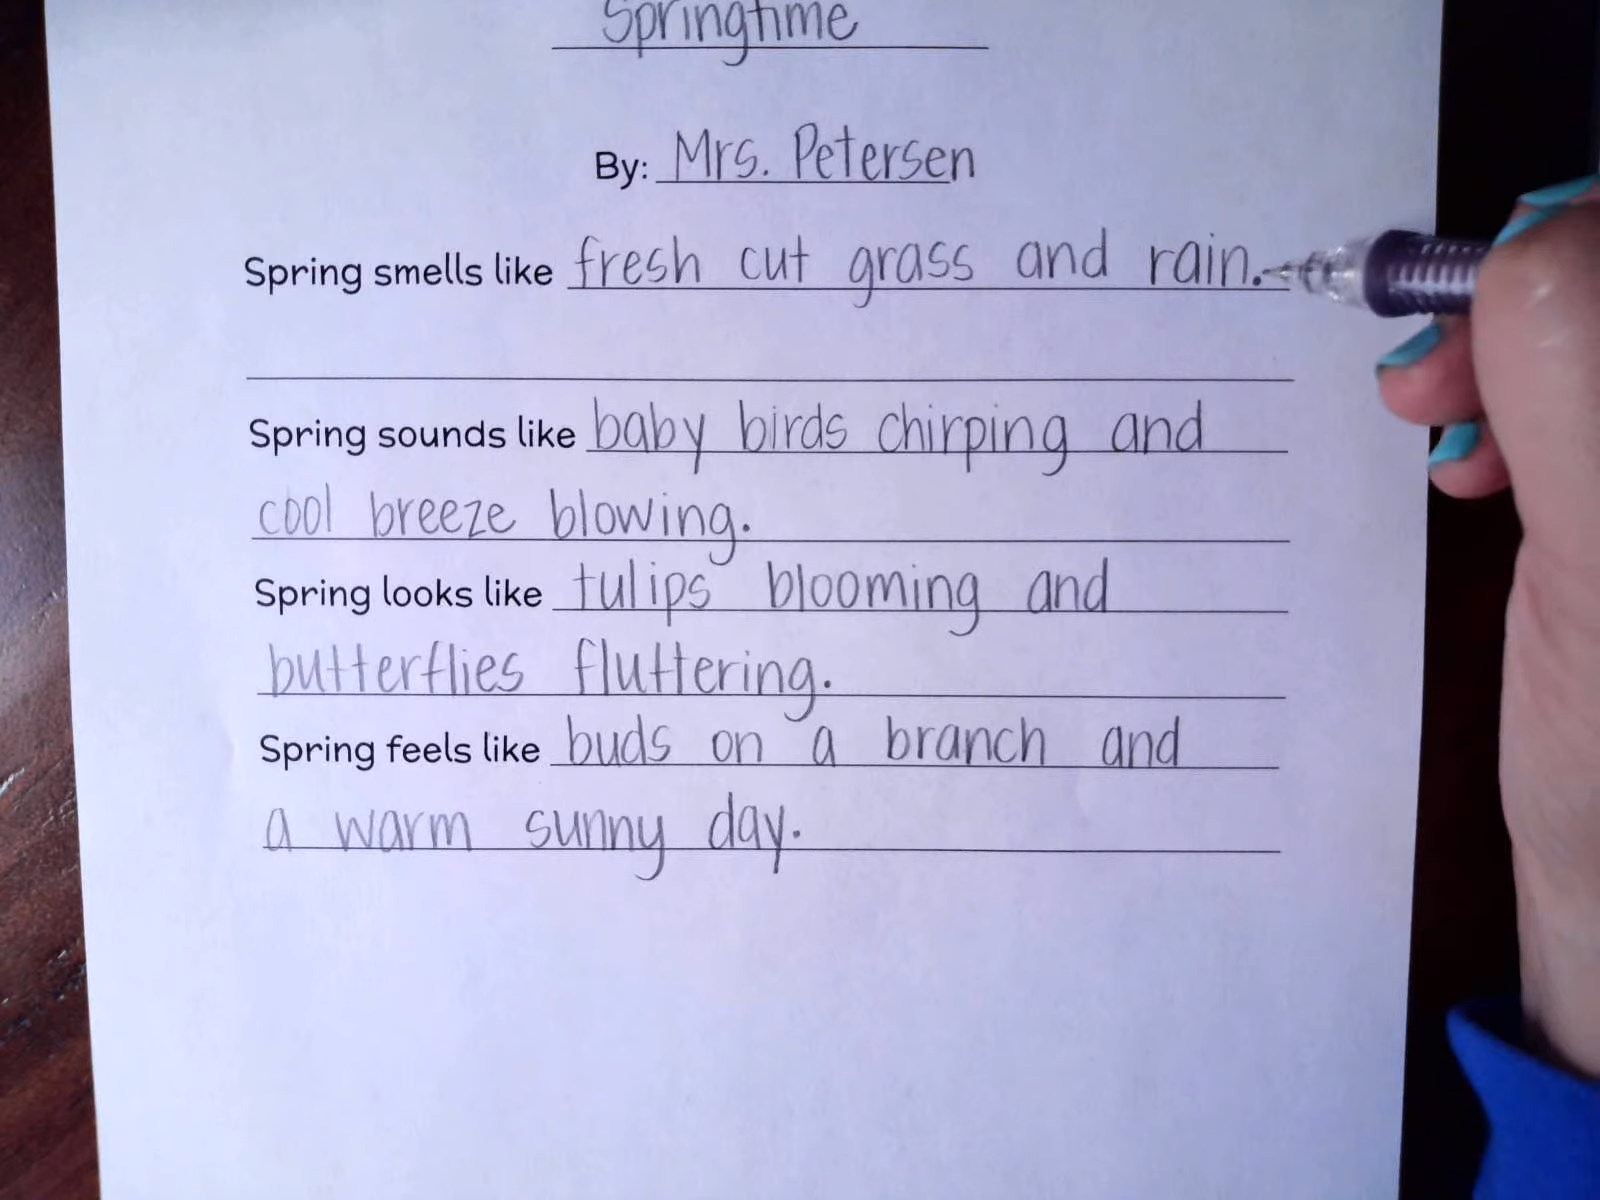 Springtime
By: Mrs. Petersen
Spring smells like fresh cut grass and rain.
Spring sounds like baby birds chirping and
cool breeze blowing.
Spring looks like tulips blooming and
butterflies fluttering.
Spring feels like buds on a branch and
a warm sunny day.